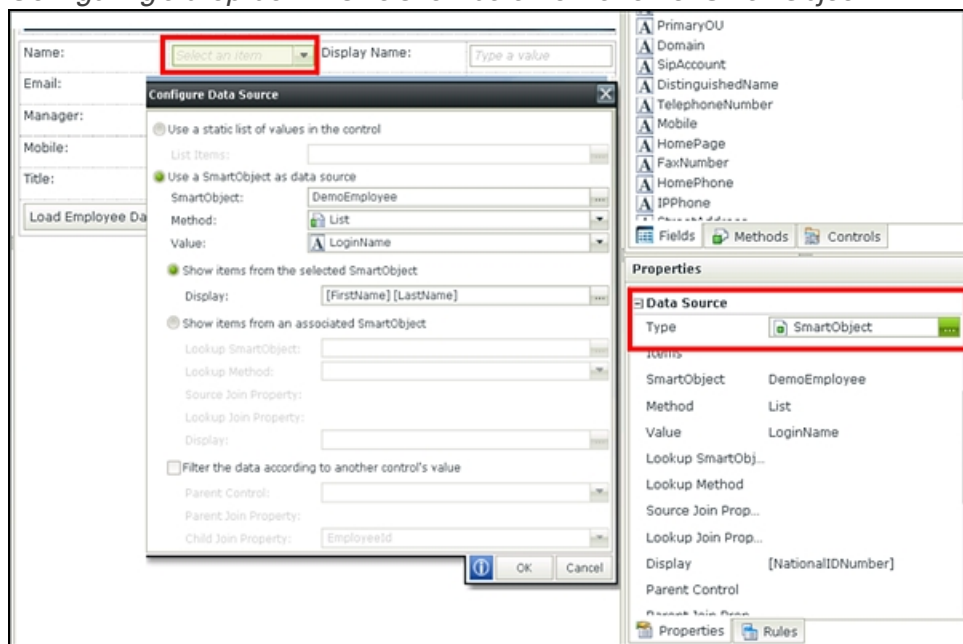 Name:
Select an item
Display Name:
Type a value
Email:
Manager:
Mobile:
Title:
Load Employee Da
Configure Data Source
Use a static list of values in the control
List Items:
Use a SmartObject as data source
SmartObject:
DemoEmployee
Method:
List
Value:
LoginName
Show items from the selected SmartObject
Display:
[FirstName] [LastName]
Show items from an associated SmartObject
Lookup SmartObject:
Lookup Method:
Source Join Property:
Lookup Join Property:
Display:
Filter the data according to another control's value
Parent Control:
Parent Join Property:
Child Join Property:
EmployeeId
OK
Cancel
PrimaryOU
Domain
SipAccount
DistinguishedName
TelephoneNumber
Mobile
HomePage
FaxNumber
HomePhone
IPPhone
Fields
Methods
Controls
Properties
Data Source
Type
SmartObject
Items
SmartObject
DemoEmployee
Method
List
Value
LoginName
Lookup SmartObj...
Lookup Method
Source Join Prop...
Lookup Join Prop...
Display
[NationalIDNumber]
Parent Control
Properties
Rules